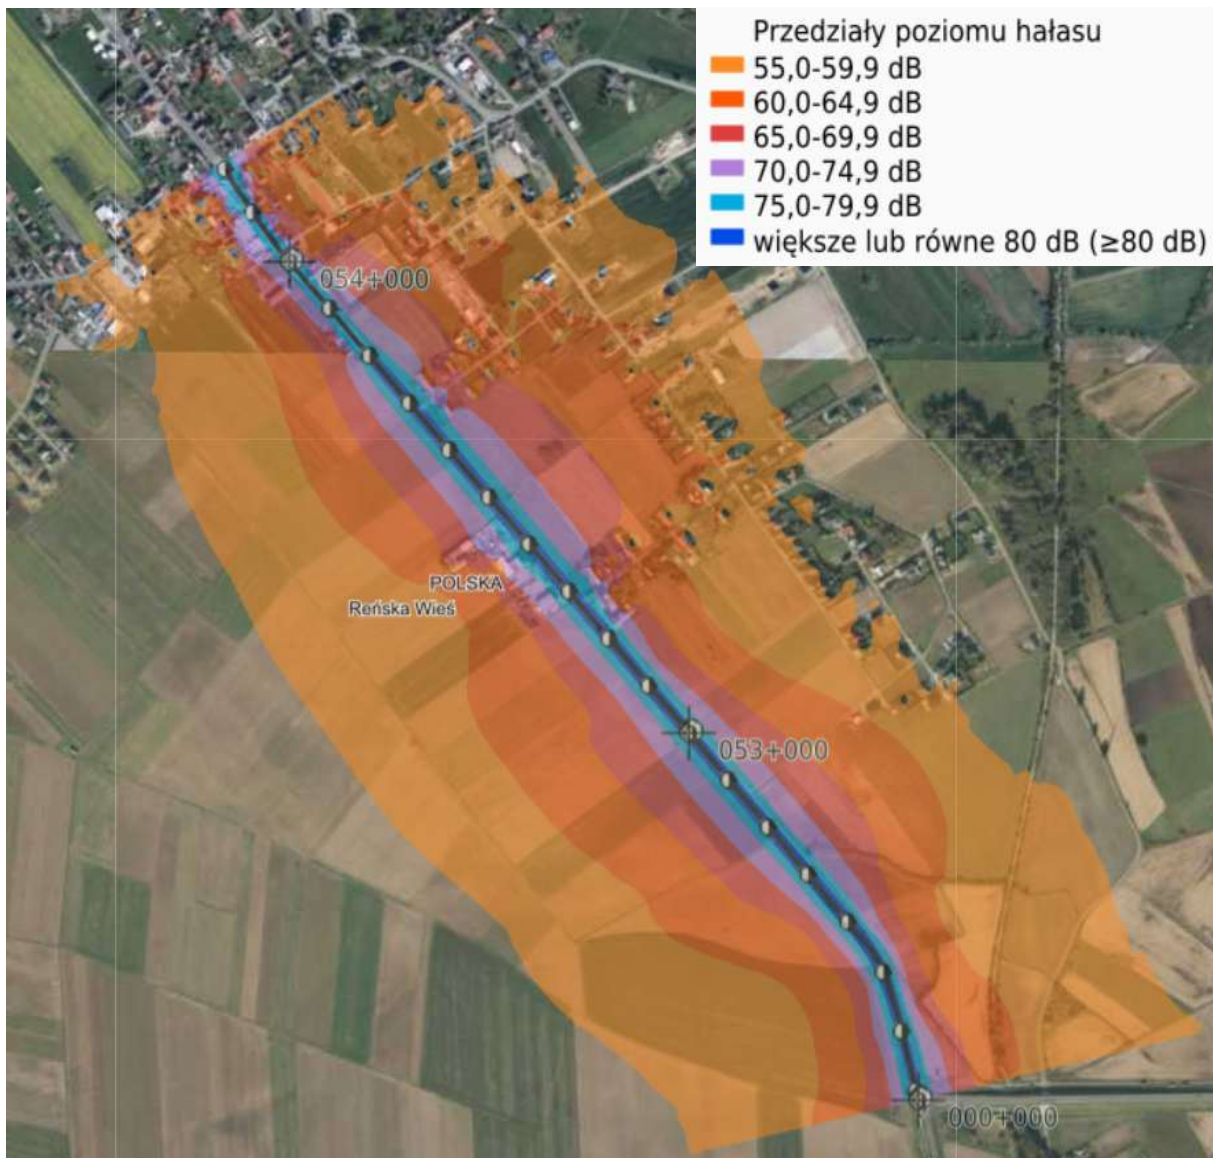 Przedziały poziomu hałasu
55,0-59,9 dB
60,0-64,9 dB
65,0-69,9 dB
70,0-74,9 dB
75,0-79,9 dB
większe lub równe 80 dB (≥80 dB)
054+000
POLSKA
Reńska Wieś
053+000
000+000